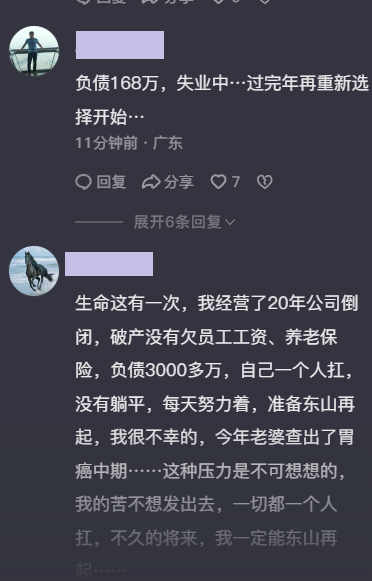 回复 分享
负债168万，失业中…过完年再重新选
择开始…
11分钟前 · 广东
回复 分享 7
展开6条回复
生命这有一次，我经营了20年公司倒
闭，破产没有欠员工工资、养老保
险，负债3000多万，自己一个人扛，
没有躺平，每天努力着，准备东山再
起，我很不幸的，今年老婆查出了胃
癌中期……这种压力是不可想想的，
我的苦不想发出去，一切都一个人
扛，不久的将来，我一定能东山再
起……